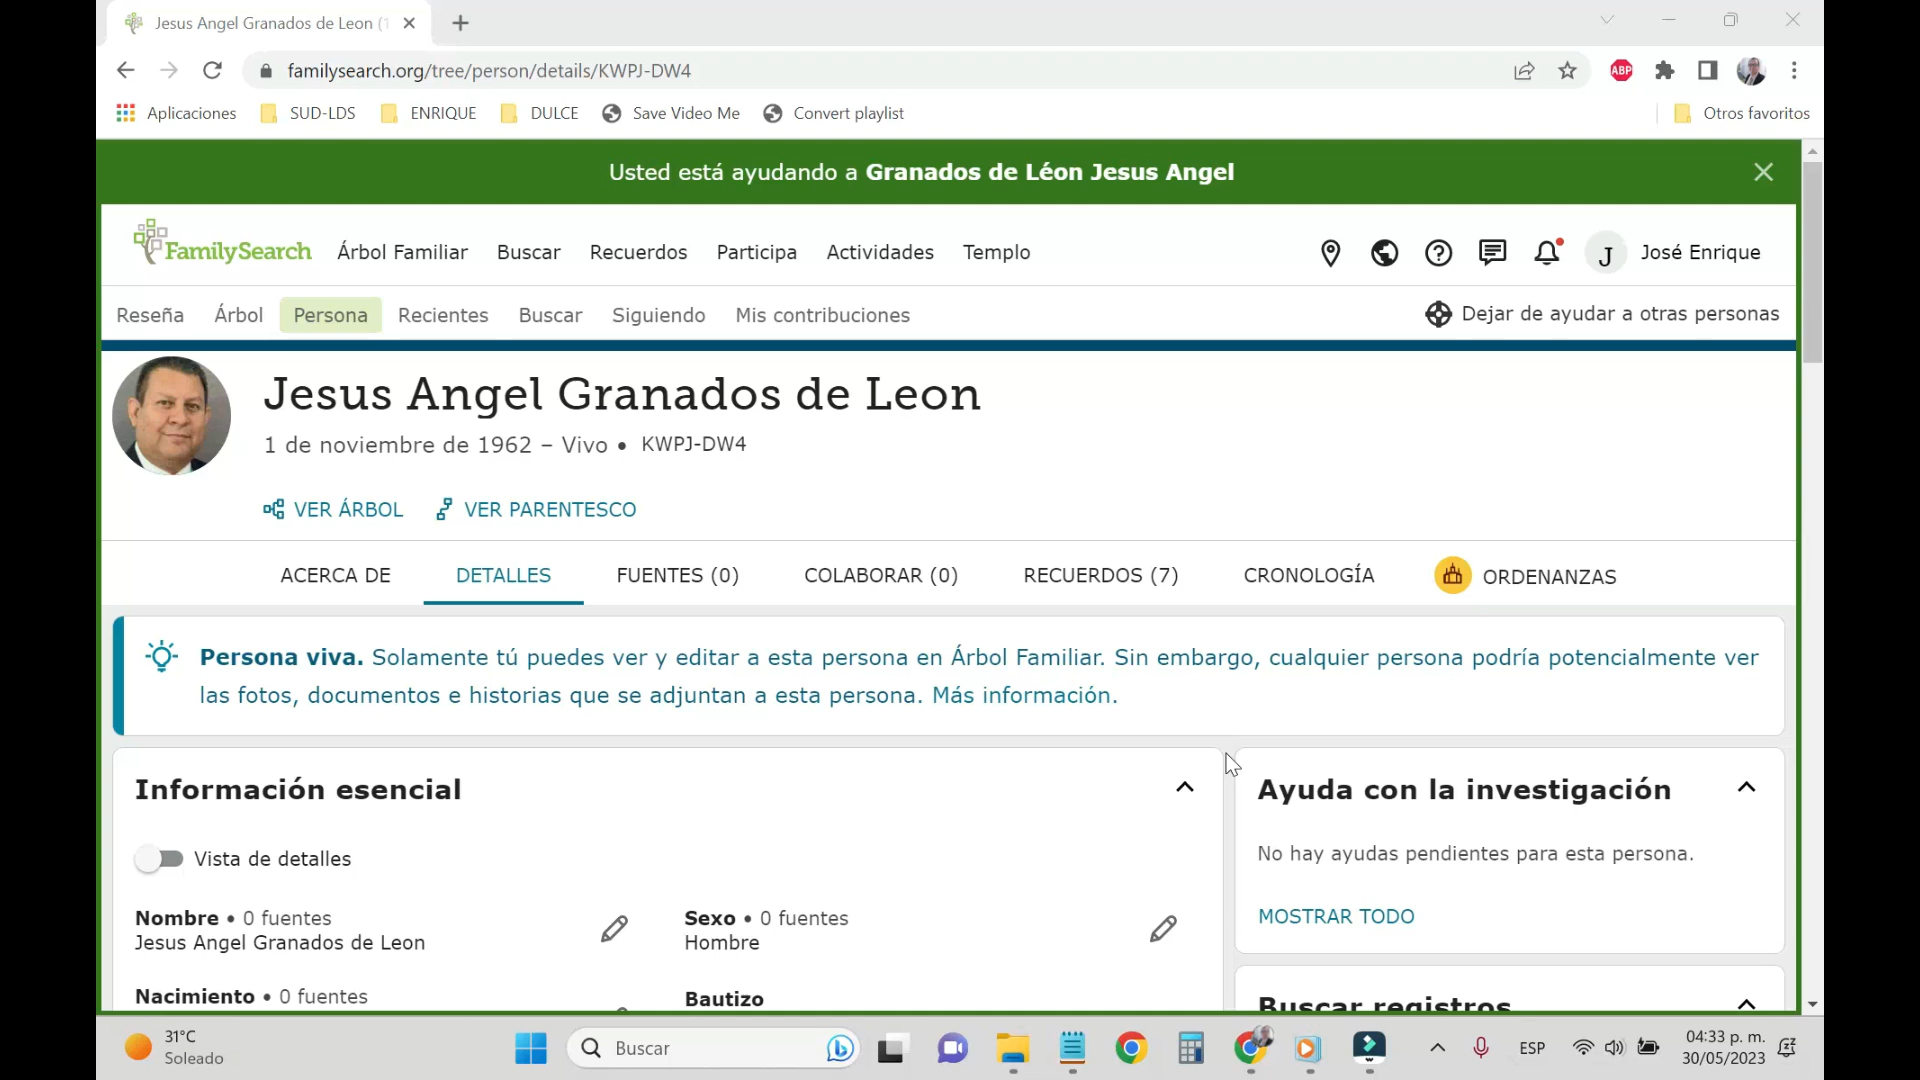 Jesus Angel Granados de Leon (1
familysearch.org/tree/person/details/KWPJ-DW4
ABP
Aplicaciones SUD-LDS ENRIQUE DULCE Save Video Me Convert playlist Otros favoritos
Usted está ayudando a Granados de Léon Jesus Angel
FamilySearch Árbol Familiar Buscar Recuerdos Participa Actividades Templo J José Enrique
Reseña Árbol Persona Recientes Buscar Siguiendo Mis contribuciones Dejar de ayudar a otras personas
Jesus Angel Granados de Leon
1 de noviembre de 1962 – Vivo • KWPJ-DW4
VER ÁRBOL VER PARENTESCO
ACERCA DE DETALLES FUENTES (0) COLABORAR (0) RECUERDOS (7) CRONOLOGÍA ORDENANZAS
Persona viva. Solamente tú puedes ver y editar a esta persona en Árbol Familiar. Sin embargo, cualquier persona podría potencialmente ver
las fotos, documentos e historias que se adjuntan a esta persona. Más información.
Información esencial
Vista de detalles
Nombre • 0 fuentes
Jesus Angel Granados de Leon
Sexo • 0 fuentes
Hombre
Nacimiento • 0 fuentes
Bautizo
Ayuda con la investigación
No hay ayudas pendientes para esta persona.
MOSTRAR TODO
Buscar registros
31°C
Soleado
Buscar
ESP
04:33 p. m.
30/05/2023